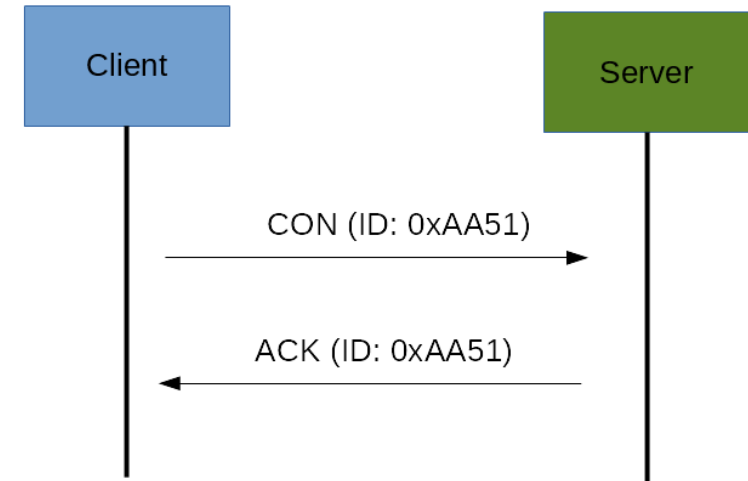 Client
Server
CON (ID: 0xAA51)
ACK (ID: 0xAA51)